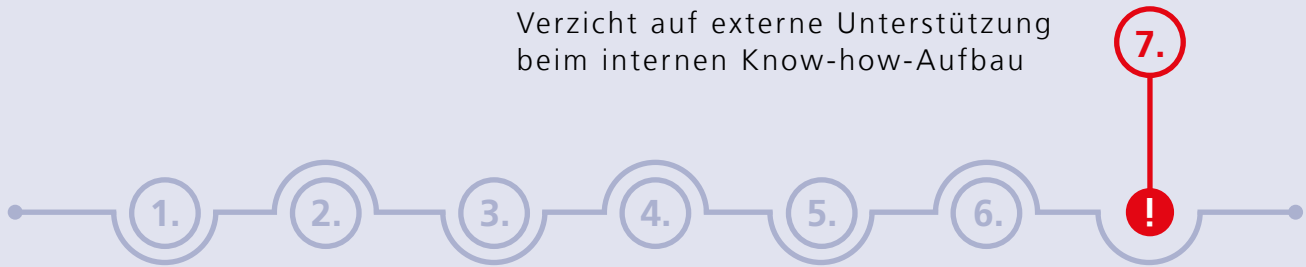 Verzicht auf externe Unterstützung
beim internen Know-how-Aufbau
7.
1. 2. 3. 4. 5. 6. !